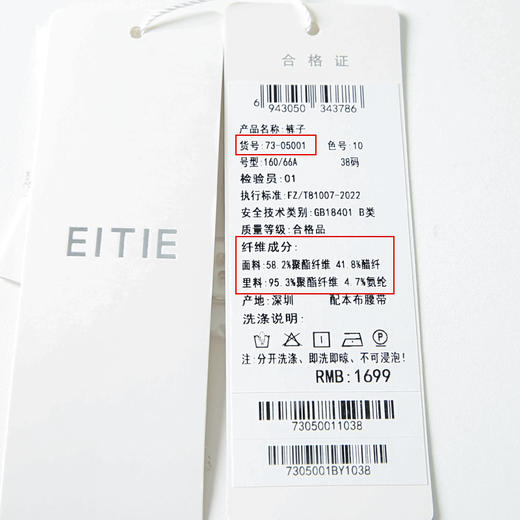 EITIE
合格证
6 943050 343786
产品名称:裤子
货号:73-05001 色号:10
号型:160/66A 38码
检验员:01
执行标准:FZ/T81007-2022
安全技术类别:GB18401 B类
质量等级:合格品
纤维成分:
面料:58.2%聚酯纤维 41.8%醋纤
里料:95.3%聚酯纤维 4.7%氨纶
产地:深圳 配本布腰带
洗涤说明:
注:分开洗涤、即洗即晾、不可浸泡!
RMB:1699
73050011038
7305001BY1038